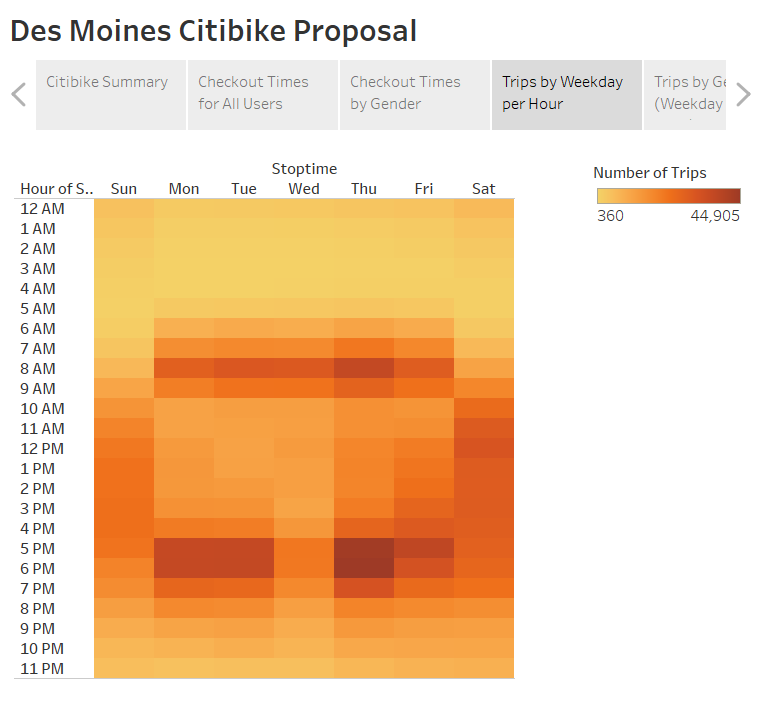 Des Moines Citibike Proposal
Citibike Summary
Checkout Times
for All Users
Checkout Times
by Gender
Trips by Weekday
per Hour
Trips by Ge
(Weekday
Stoptime
Hour of S.. Sun Mon Tue Wed Thu Fri Sat
12 AM
1 AM
2 AM
3 AM
4 AM
5 AM
6 AM
7 AM
8 AM
9 AM
10 AM
11 AM
12 PM
1 PM
2 PM
3 PM
4 PM
5 PM
6 PM
7 PM
8 PM
9 PM
10 PM
11 PM
Number of Trips
360 44,905